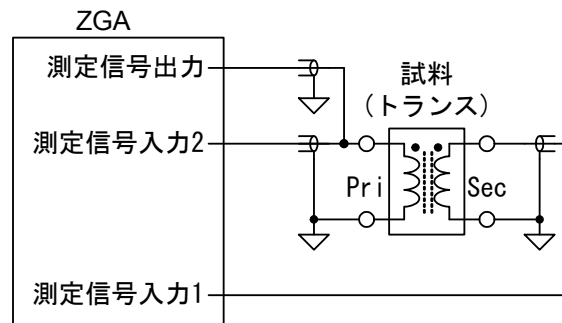 ZGA
測定信号出力
試料
(トランス)
測定信号入力2
Pri
Sec
測定信号入力1